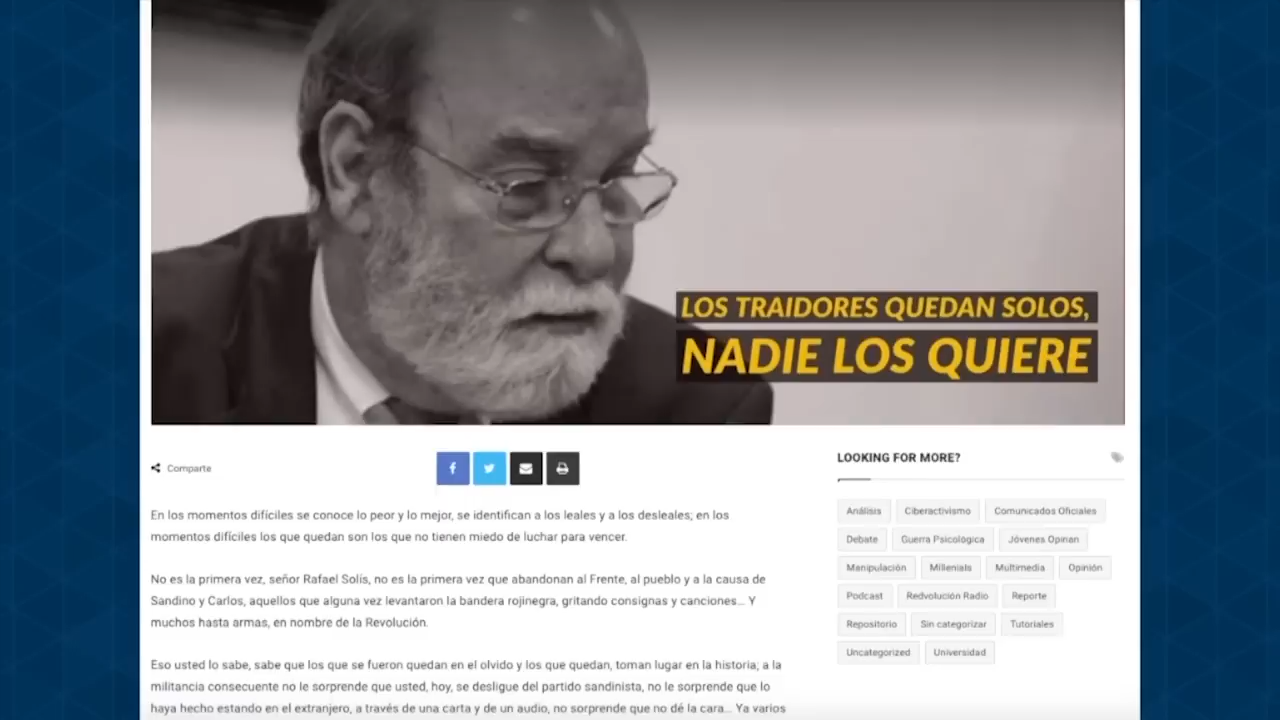 LOS TRAIDORES QUEDAN SOLOS,
NADIE LOS QUIERE
Comparte
En los momentos difíciles se conoce lo peor y lo mejor, se identifican a los leales y a los desleales; en los
momentos difíciles los que quedan son los que no tienen miedo de luchar para vencer.
No es la primera vez, señor Rafael Solís, no es la primera vez que abandonan al Frente, al pueblo y a la causa de
Sandino y Carlos, aquellos que alguna vez levantaron la bandera rojinegra, gritando consignas y canciones... Y
muchos hasta armas, en nombre de la Revolución.
Eso usted lo sabe, sabe que los que se fueron quedan en el olvido y los que quedan, toman lugar en la historia; a la
militancia consecuente no le sorprende que usted, hoy, se desligue del partido sandinista, no le sorprende que lo
haya hecho estando en el extranjero, a través de una carta y de un audio, no sorprende que no dé la cara... Ya varios
LOOKING FOR MORE?
Análisis Ciberactivismo Comunicados Oficiales
Debate Guerra Psicológica Jóvenes Opinan
Manipulación Millenials Multimedia Opinión
Podcast Redvolución Radio Reporte
Repositorio Sin categorizar Tutoriales
Uncategorized Universidad